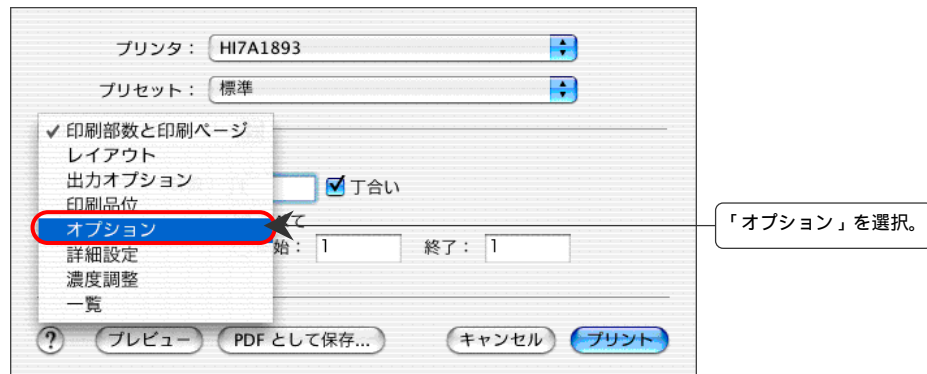 プリンタ： HI7A1893
プリセット： 標準
✓印刷部数と印刷ページ
レイアウト
出力オプション
丁合い
印刷品位
て
オプション
「オプション」を選択。
始： 1 終了： 1
詳細設定
濃度調整
一覧
? プレビュー PDF として保存... キャンセル プリント